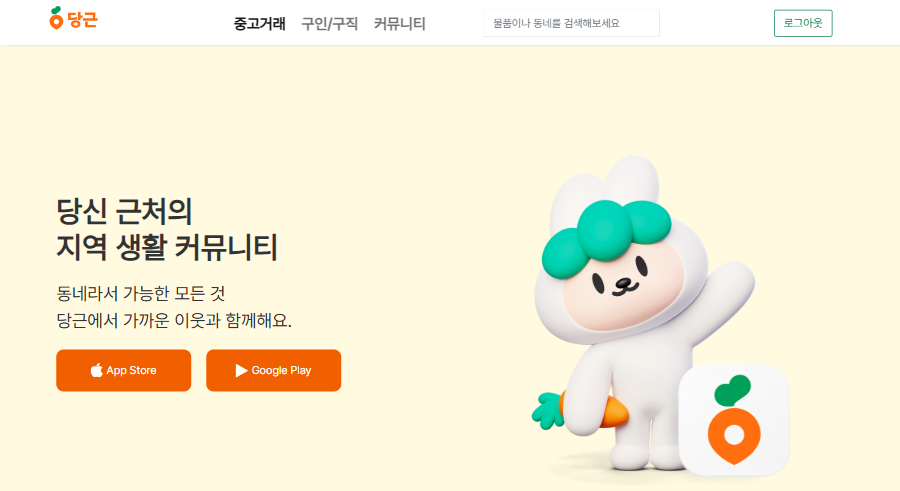 당근
중고거래 구인/구직 커뮤니티
물품이나 동네를 검색해보세요
로그아웃
당신 근처의
지역 생활 커뮤니티
동네라서 가능한 모든 것
당근에서 가까운 이웃과 함께해요.
App Store
Google Play